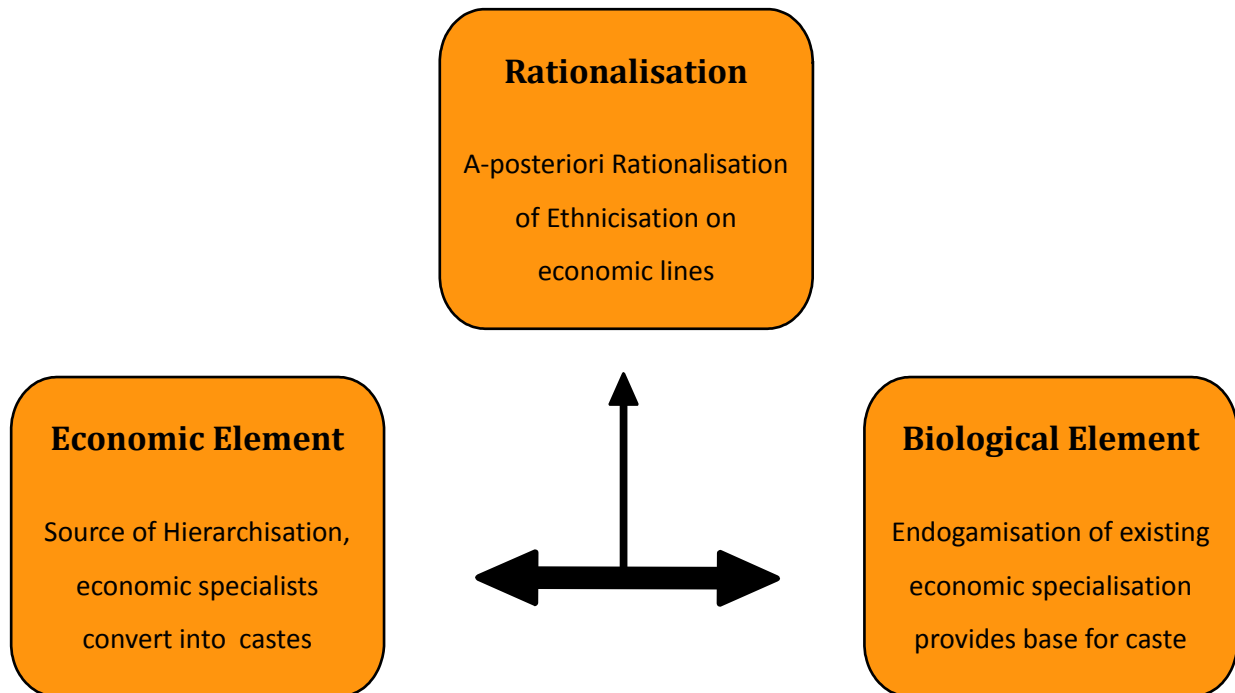 Rationalisation
A-posteriori Rationalisation
of Ethnicisation on
economic lines
Economic Element
Source of Hierarchisation,
economic specialists
convert into castes
Biological Element
Endogamisation of existing
economic specialisation
provides base for caste